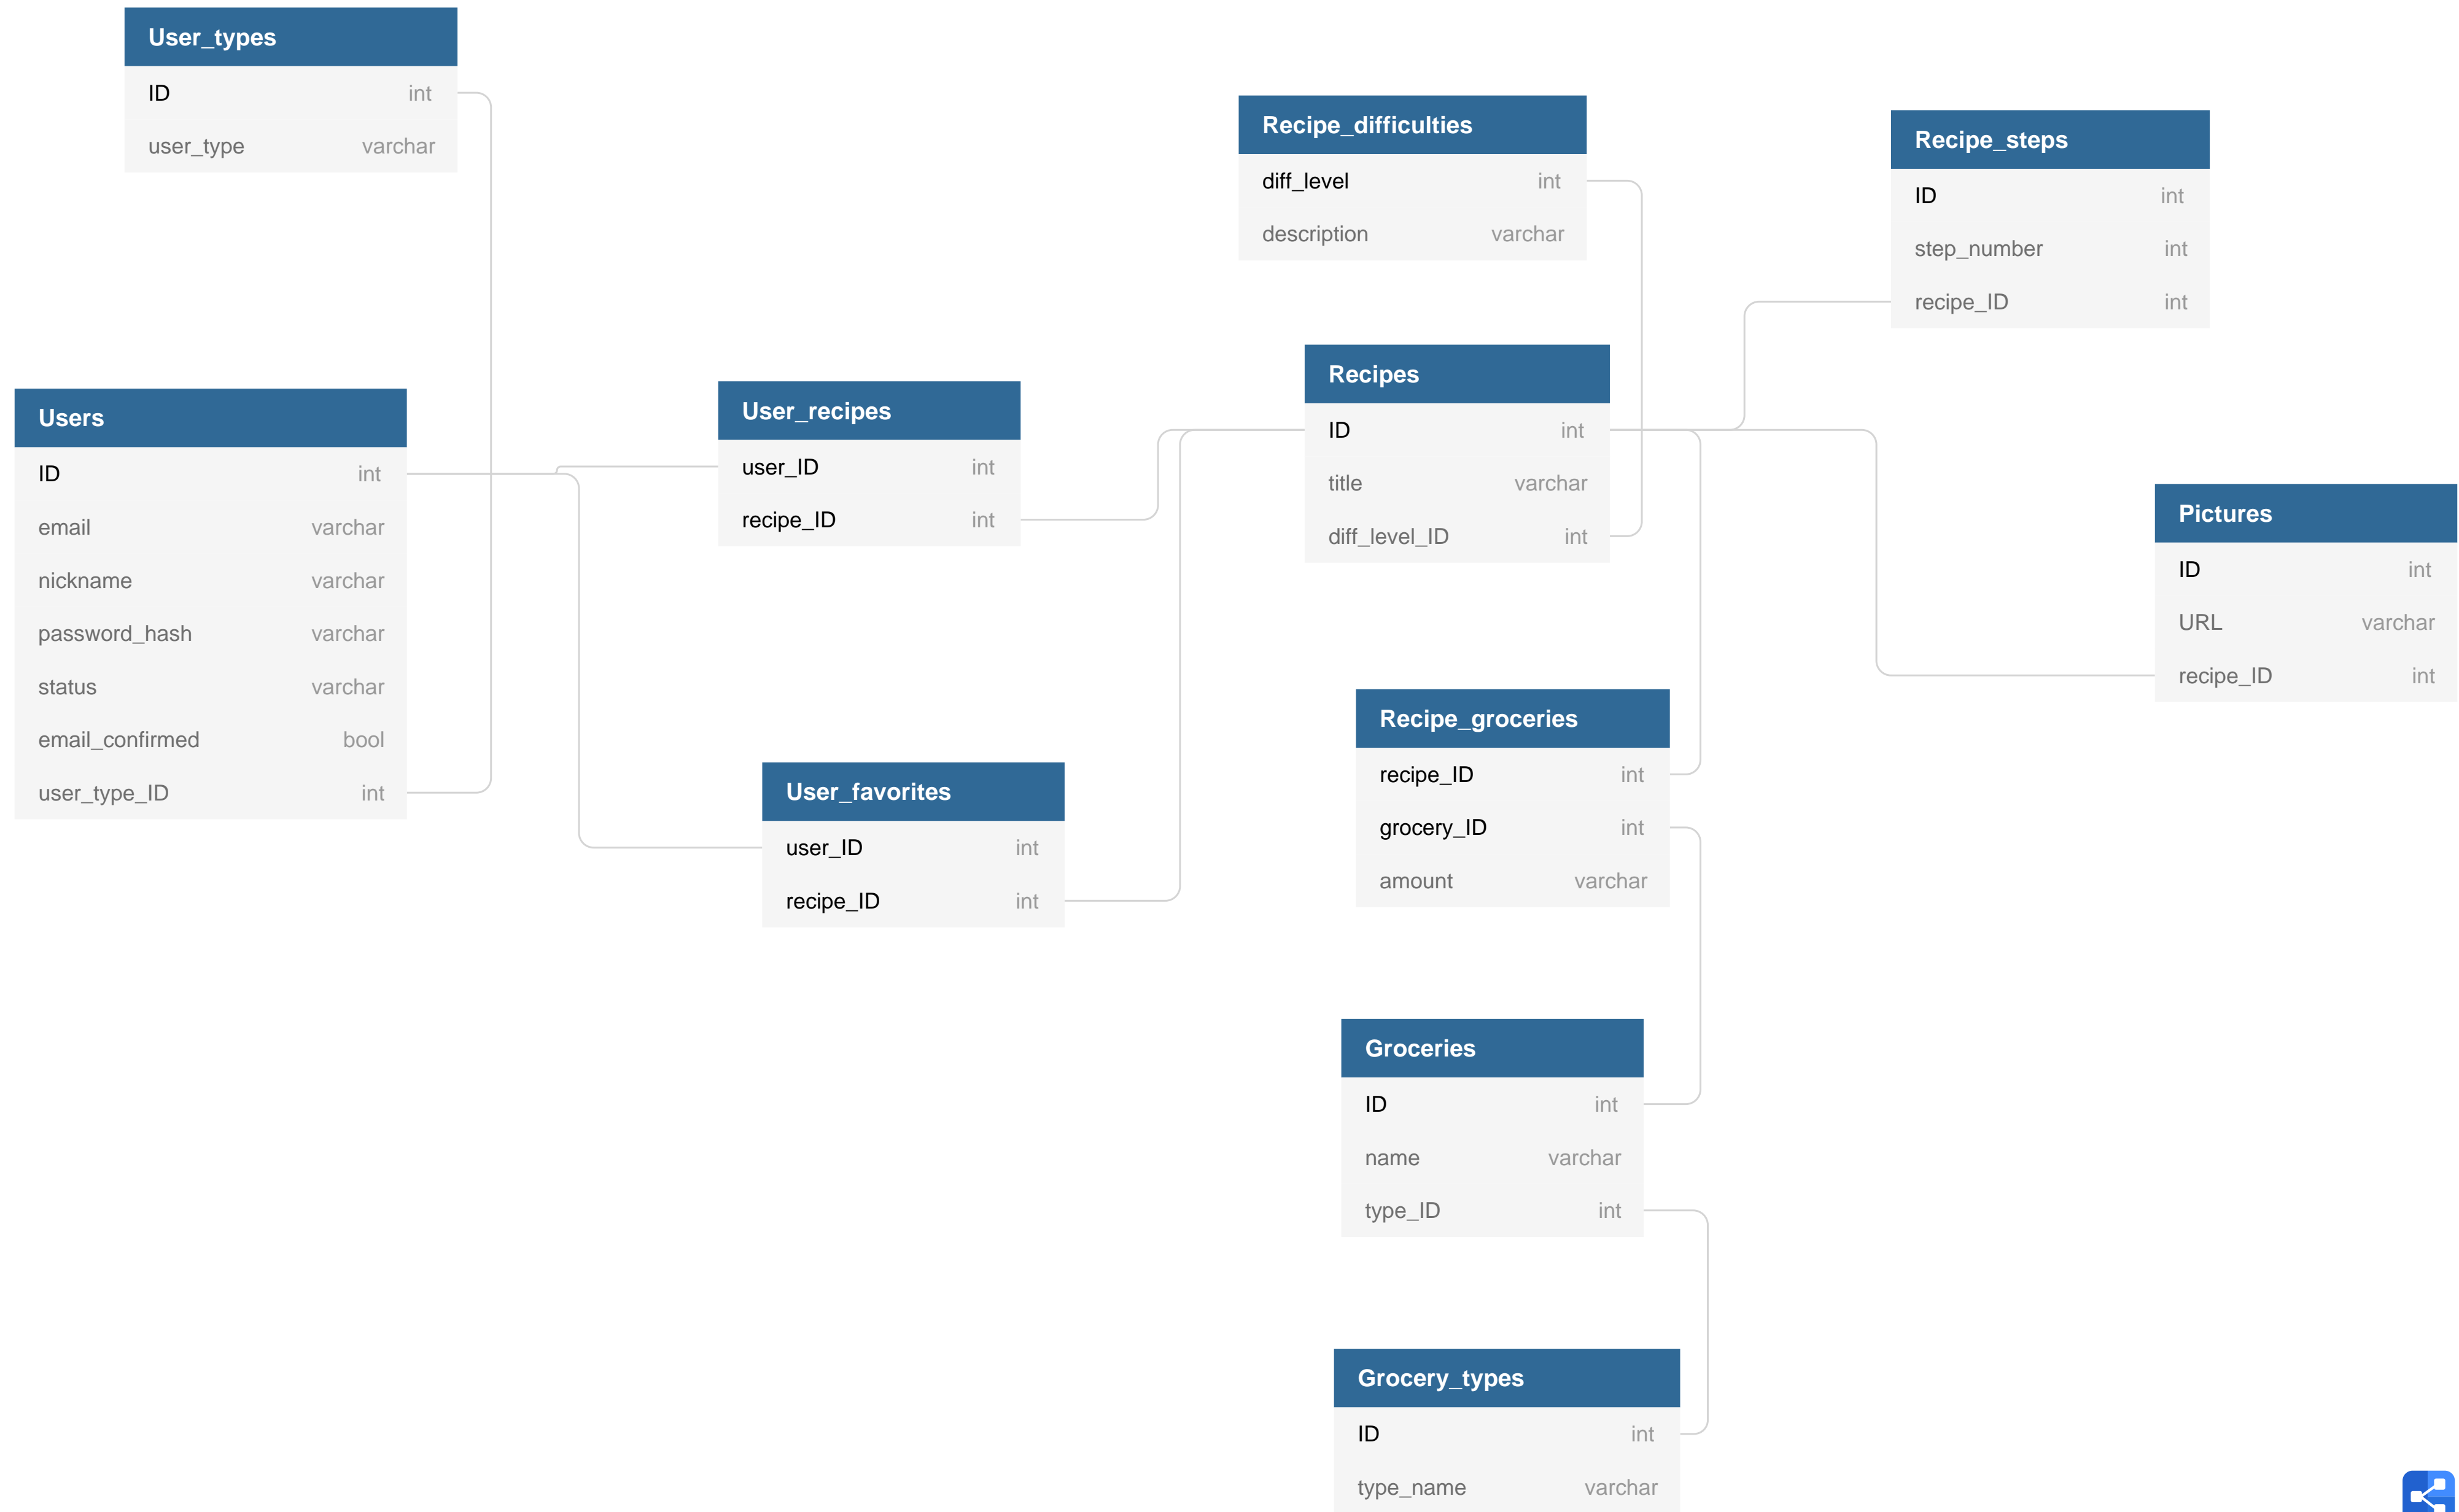 User_types
ID int
user_type varchar
Recipe_difficulties
diff_level int
description varchar
Recipe_steps
ID int
step_number int
recipe_ID int
Users
ID int
email varchar
nickname varchar
password_hash varchar
status varchar
email_confirmed bool
user_type_ID int
User_recipes
user_ID int
recipe_ID int
Recipes
ID int
title varchar
diff_level_ID int
Pictures
ID int
URL varchar
recipe_ID int
User_favorites
user_ID int
recipe_ID int
Recipe_groceries
recipe_ID int
grocery_ID int
amount varchar
Groceries
ID int
name varchar
type_ID int
Grocery_types
ID int
type_name varchar